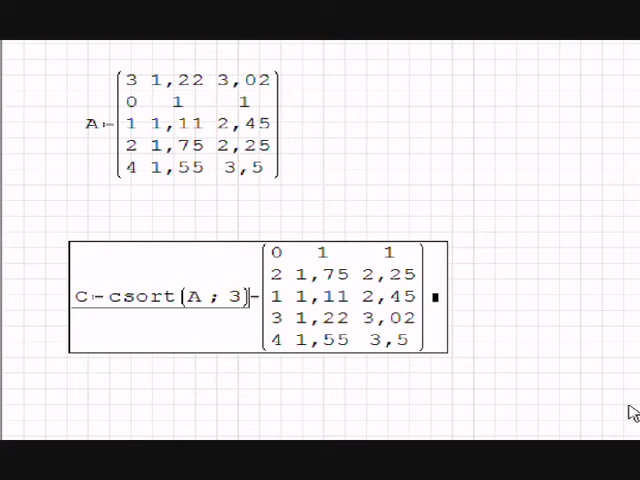 3 1,22 3,02
0 1 1
A:= 1 1,11 2,45
2 1,75 2,25
4 1,55 3,5
0 1 1
2 1,75 2,25
C:=csort(A ; 3)= 1 1,11 2,45
3 1,22 3,02
4 1,55 3,5